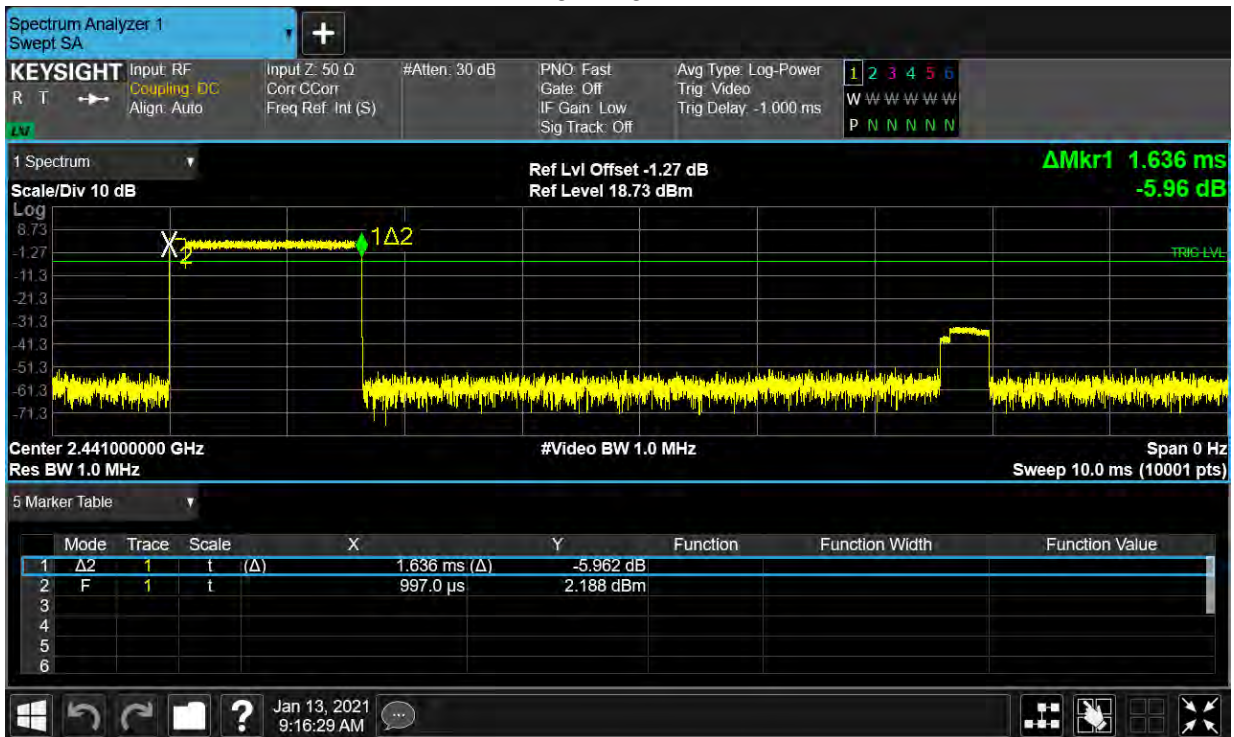 Spectrum Analyzer 1
Swept SA
+
KEYSIGHT Input: RF Input Z: 50 Ω #Atten: 30 dB PNO: Fast Avg Type: Log-Power 1 2 3 4 5 6
R T Coupling: DC Corr CCorr Gate: Off Trig: Video W W W W W W
Align: Auto Freq Ref: Int (S) IF Gain: Low Trig Delay: -1.000 ms
Sig Track: Off P N N N N N
LXI
1 Spectrum
Ref Lvl Offset -1.27 dB ΔMkr1 1.636 ms
Scale/Div 10 dB Ref Level 18.73 dBm -5.96 dB
Log
8.73
1Δ2
X2
-1.27
TRIG LVL
-11.3
-21.3
-31.3
-41.3
-51.3
-61.3
-71.3
Center 2.441000000 GHz #Video BW 1.0 MHz Span 0 Hz
Res BW 1.0 MHz Sweep 10.0 ms (10001 pts)
5 Marker Table
Mode Trace Scale X Y Function Function Width Function Value
1 Δ2 1 t (Δ) 1.636 ms (Δ) -5.962 dB
2 F 1 t 997.0 µs 2.188 dBm
3
4
5
6
? Jan 13, 2021
9:16:29 AM